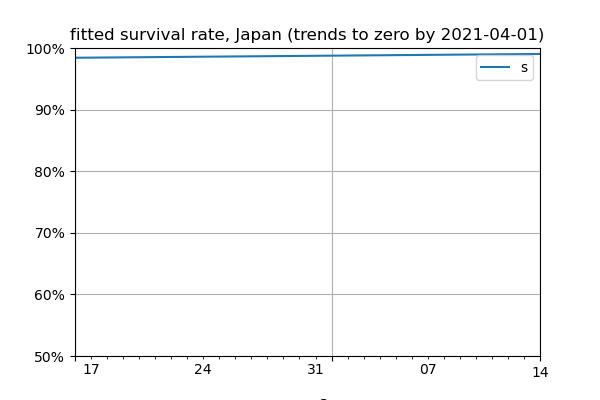 fitted survival rate, Japan (trends to zero by 2021-04-01)
100%
s
90%
80%
70%
60%
50%
17 24 31 07 14